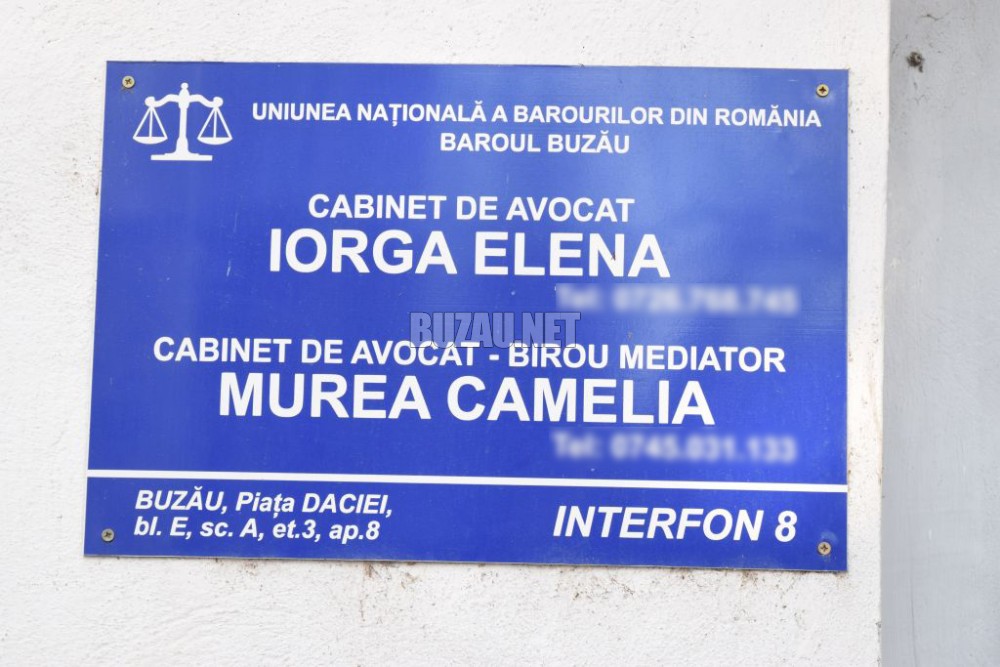 UNIUNEA NAȚIONALĂ A BAROURILOR DIN ROMÂNIA
BAROUL BUZĂU
CABINET DE AVOCAT
IORGA ELENA
BUZAU.NET
CABINET DE AVOCAT - BIROU MEDIATOR
MUREA CAMELIA
BUZĂU, Piața DACIEI,
bl. E, sc. A, et.3, ap.8
INTERFON 8